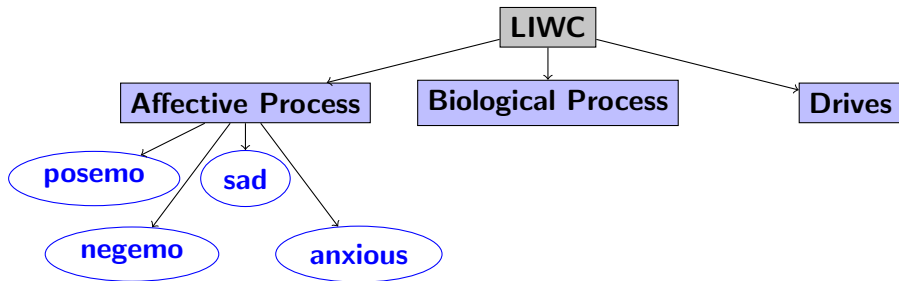 LIWC
Affective Process
Biological Process
Drives
posemo
sad
negemo
anxious